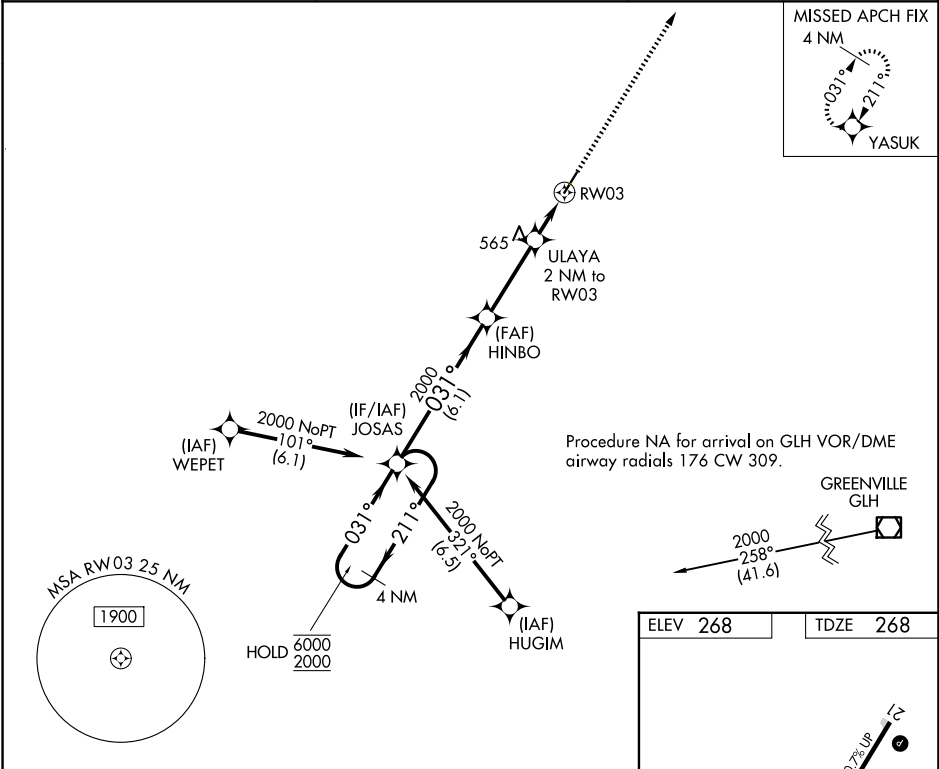 MISSED APCH FIX
4 NM
031°
211°
YASUK
RW03
565
ULAYA
2 NM to
RW03
(FAF)
HINBO
2000
031°
(6.1)
(IF/IAF)
JOSAS
2000 NoPT
101°
(6.1)
(IAF)
WEPET
Procedure NA for arrival on GLH VOR/DME
airway radials 176 CW 309.
GREENVILLE
GLH
2000
258°
(41.6)
031°
211°
4 NM
2000 NoPT
321°
(6.5)
(IAF)
HUGIM
HOLD 6000
2000
MSA RW03 25 NM
1900
ELEV 268
TDZE 268
21
0.7% UP
P